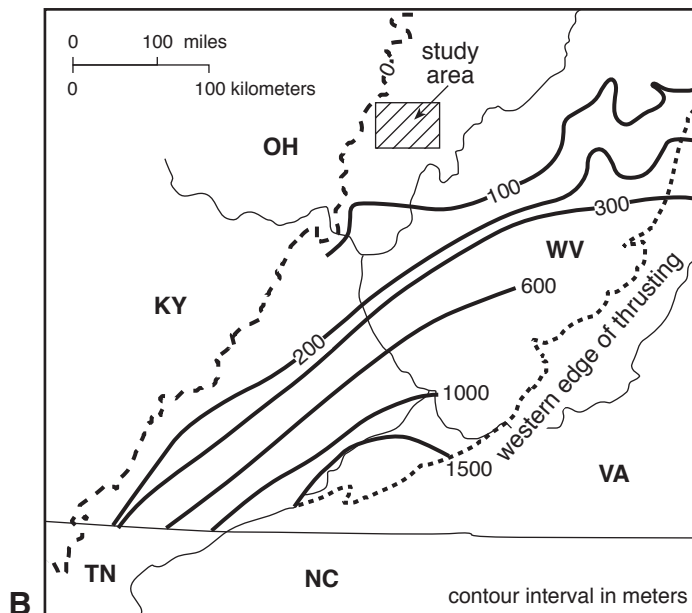 0 100 miles
0 100 kilometers
0
study
area
OH
100
300
WV
KY
600
200
western edge of thrusting
1000
1500
VA
TN
NC
B
contour interval in meters